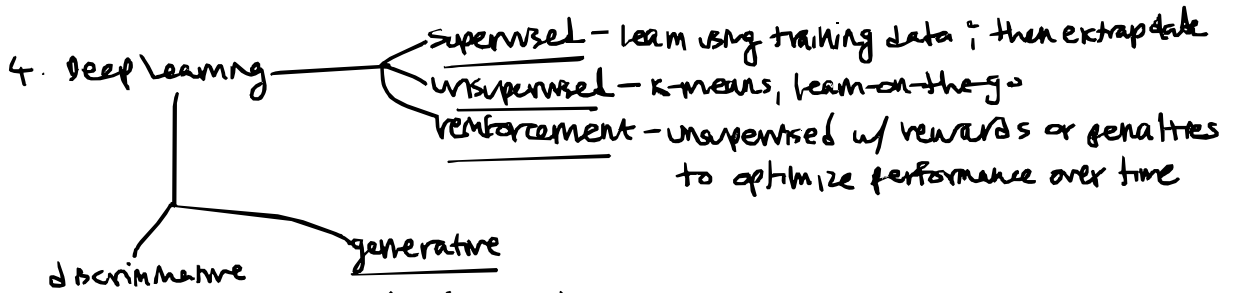 supervised - learn using training data ; then extrapolate
4. Deep Learning
unsupervised - k-means, learn-on-the-go
reinforcement - unsupervised w/ rewards or penalties
to optimize performance over time
generative
discriminative